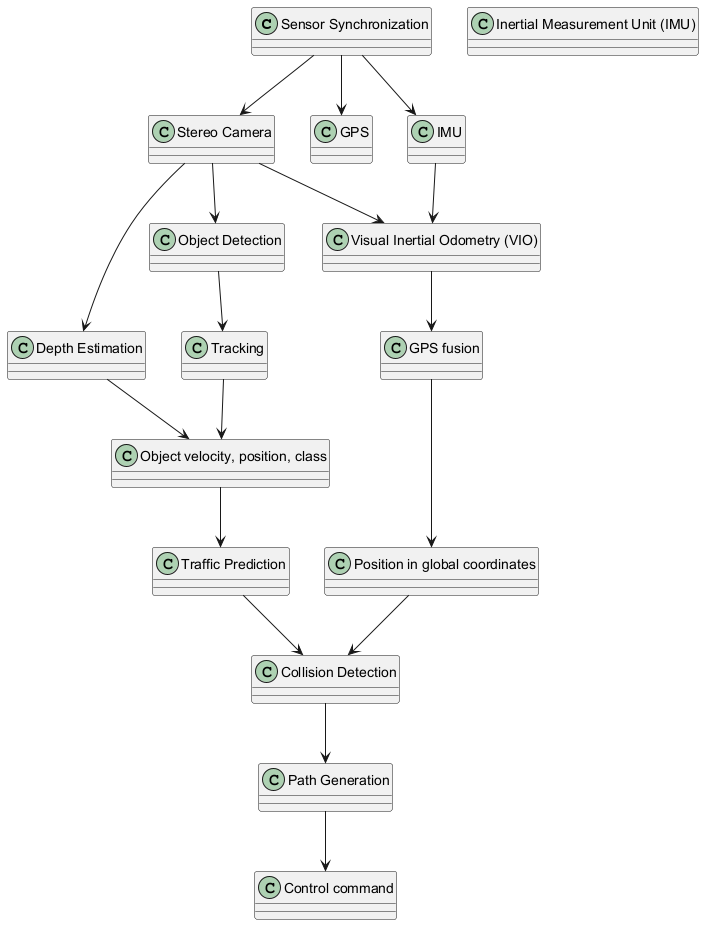 C Sensor Synchronization
C Inertial Measurement Unit (IMU)
C Stereo Camera
C GPS
C IMU
C Object Detection
C Visual Inertial Odometry (VIO)
C Depth Estimation
C Tracking
C GPS fusion
C Object velocity, position, class
C Traffic Prediction
C Position in global coordinates
C Collision Detection
C Path Generation
C Control command